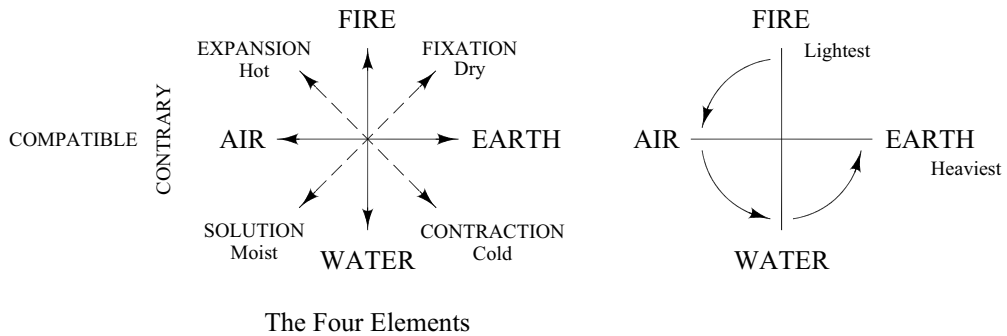 FIRE
EXPANSION
Hot
FIXATION
Dry
COMPATIBLE
CONTRARY
AIR
EARTH
SOLUTION
Moist
CONTRACTION
Cold
WATER
FIRE
Lightest
AIR
EARTH
Heaviest
WATER
The Four Elements